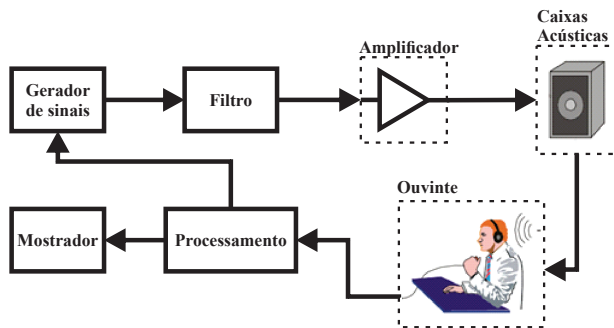 Caixas
Acústicas
Amplificador
Gerador
de sinais
Filtro
Ouvinte
Mostrador
Processamento